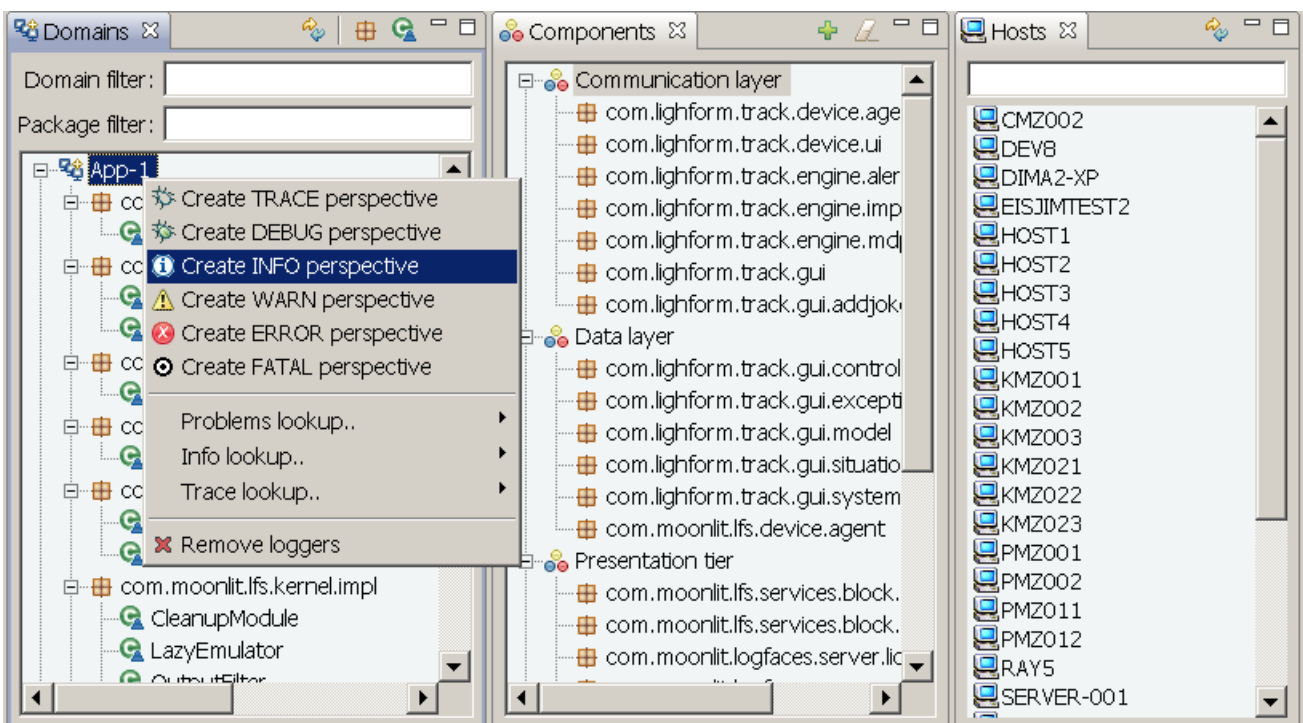 Domains
Domain filter:
Package filter:
App-1
Create TRACE perspective
Create DEBUG perspective
Create INFO perspective
Create WARN perspective
Create ERROR perspective
Create FATAL perspective
Problems lookup..
Info lookup..
Trace lookup..
Remove loggers
com.moonlit.lfs.kernel.impl
CleanupModule
LazyEmulator
OutputFilter
Components
Communication layer
com.lighform.track.device.age
com.lighform.track.device.ui
com.lighform.track.engine.aler
com.lighform.track.engine.imp
com.lighform.track.engine.mdp
com.lighform.track.gui
com.lighform.track.gui.addjok
Data layer
com.lighform.track.gui.control
com.lighform.track.gui.excepti
com.lighform.track.gui.model
com.lighform.track.gui.situatio
com.lighform.track.gui.system
com.moonlit.lfs.device.agent
Presentation tier
com.moonlit.lfs.services.block.
com.moonlit.lfs.services.block.
com.moonlit.logfaces.server.lic
Hosts
CMZ002
DEV8
DIMA2-XP
EISJIMTEST2
HOST1
HOST2
HOST3
HOST4
HOST5
KMZ001
KMZ002
KMZ003
KMZ021
KMZ022
KMZ023
PMZ001
PMZ002
PMZ011
PMZ012
RAY5
SERVER-001